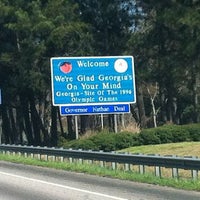 Welcome
We're Glad Georgia's
On Your Mind
Georgia-Site Of The 1996
Olympic Games
Governor Nathan Deal